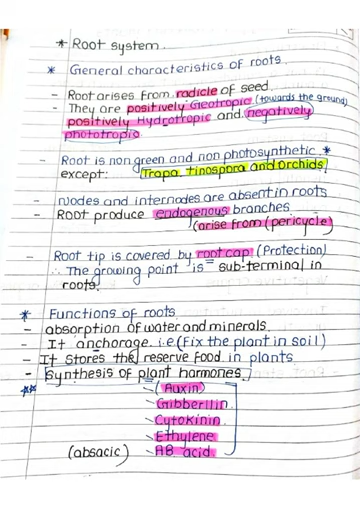 * Root system.
* General characteristics of roots.
- Root arises from radicle of seed.
- They are positively Geotropic (towards the ground)
positively Hydrotropic and negatively
phototropic
- Root is non green and non photosynthetic *
except: Trapa, tinospora and Orchids
- Nodes and internodes are absent in roots
- Root produce endogenous branches
(arise from (pericycle)
- Root tip is covered by root cap (Protection)
∴ The growing point is sub-terminal in
roots.
* Functions of roots
- absorption of water and minerals.
- It anchorage. i.e (Fix the plant in soil)
- It stores the reserve food in plants
- Synthesis of plant harmones.
** - (Auxin)
- Gibberllin
- Cytokinin
- Ethylene
(absacic) - AB acid.